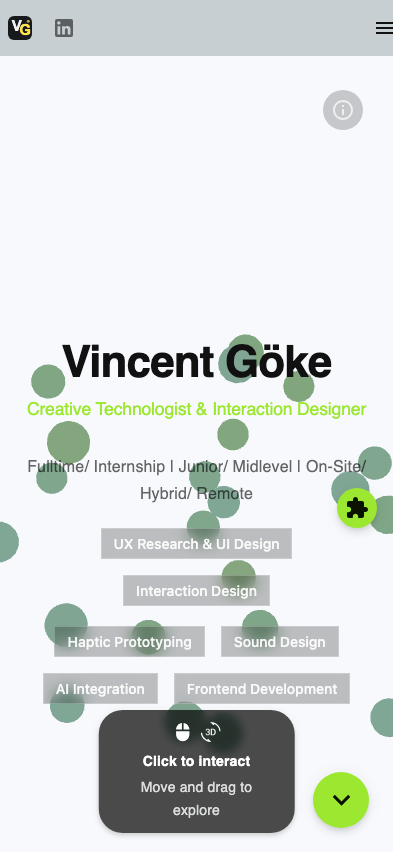 VG
in
Vincent Göke
Creative Technologist & Interaction Designer
Fulltime/ Internship | Junior/ Midlevel | On-Site/
Hybrid/ Remote
UX Research & UI Design
Interaction Design
Haptic Prototyping
Sound Design
AI Integration
Frontend Development
3D
Click to interact
Move and drag to
explore